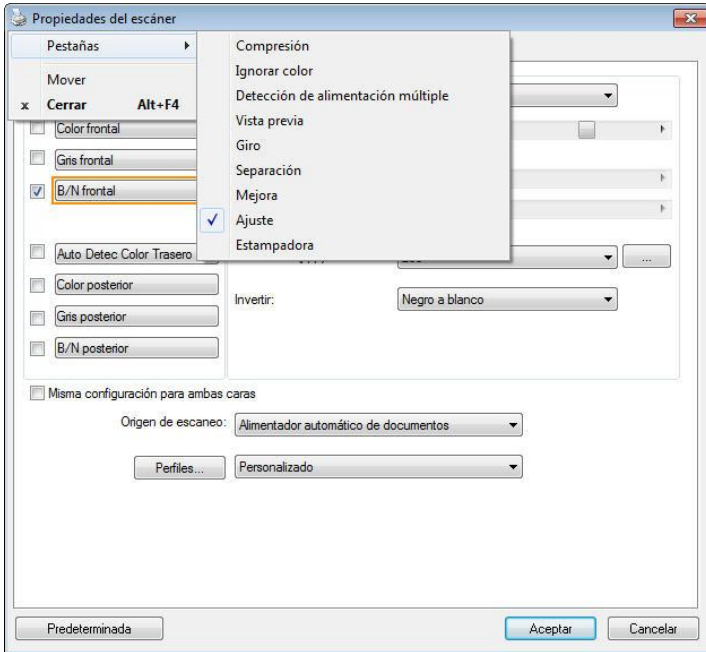 Propiedades del escáner
Pestañas
Mover
x Cerrar Alt+F4
Compresión
Ignorar color
Detección de alimentación múltiple
Vista previa
Giro
Separación
Mejora
Ajuste
Estampadora
Color frontal
Gris frontal
B/N frontal
Auto Detec Color Trasero
Color posterior
Gris posterior
B/N posterior
...
Invertir: Negro a blanco
Misma configuración para ambas caras
Origen de escaneo: Alimentador automático de documentos
Perfiles... Personalizado
Predeterminada Aceptar Cancelar